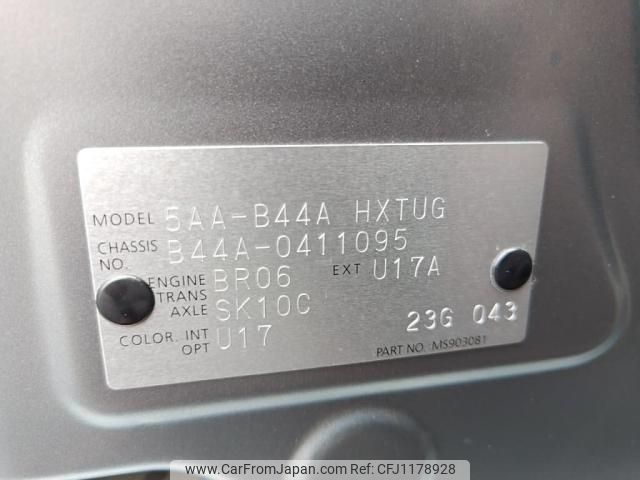 MODEL 5AA-B44A HXTUG
CHASSIS NO. B44A-0411095
ENGINE BR06 EXT U17A
TRANS AXLE SK10C
COLOR. INT U17 23G 043
OPT
PART NO. MS903081
www.CarFromJapan.com | © CarFromJapan | CFJ1178928